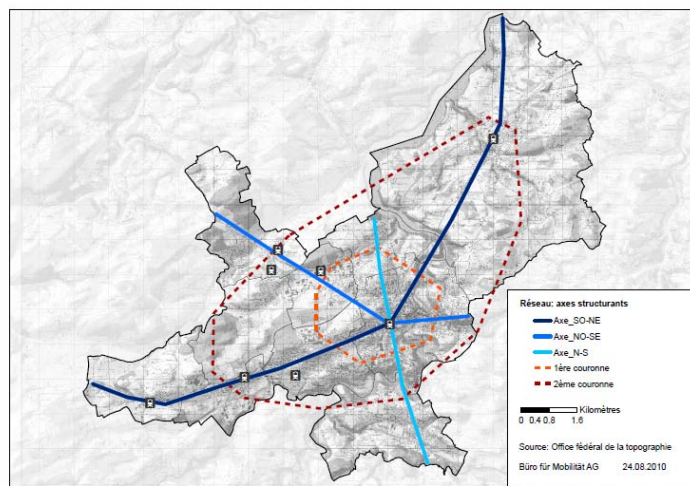 Réseau: axes structurants
Axe_SO-NE
Axe_NO-SE
Axe_N-S
1ère couronne
2ème couronne
Kilomètres
0 0.4 0.8 1.6
Source: Office fédéral de la topographie
Büro für Mobilität AG 24.08.2010